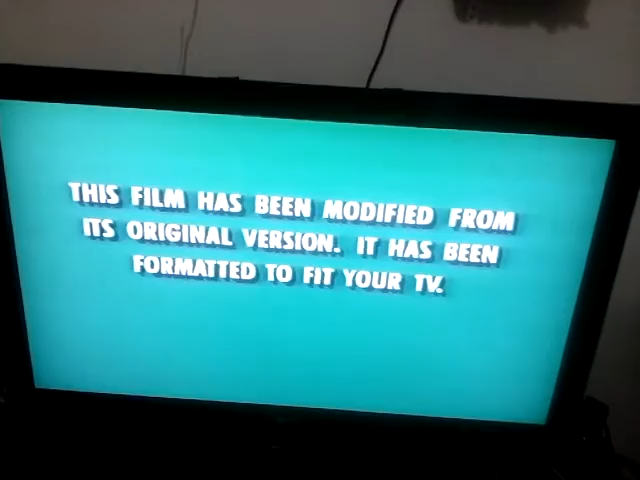 THIS FILM HAS BEEN MODIFIED FROM
ITS ORIGINAL VERSION. IT HAS BEEN
FORMATTED TO FIT YOUR TV.